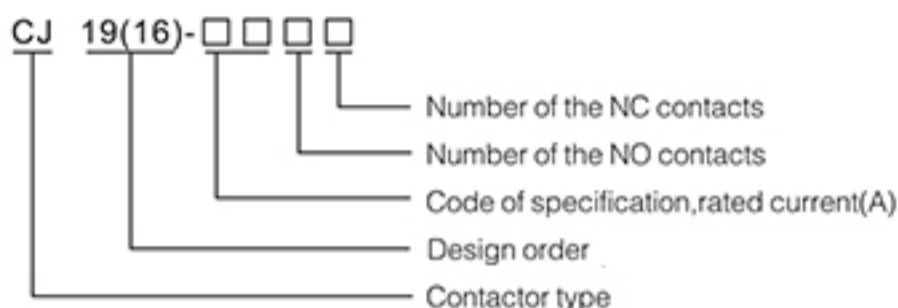 CJ 19(16)-□□ □ □
Number of the NC contacts
Number of the NO contacts
Code of specification,rated current(A)
Design order
Contactor type